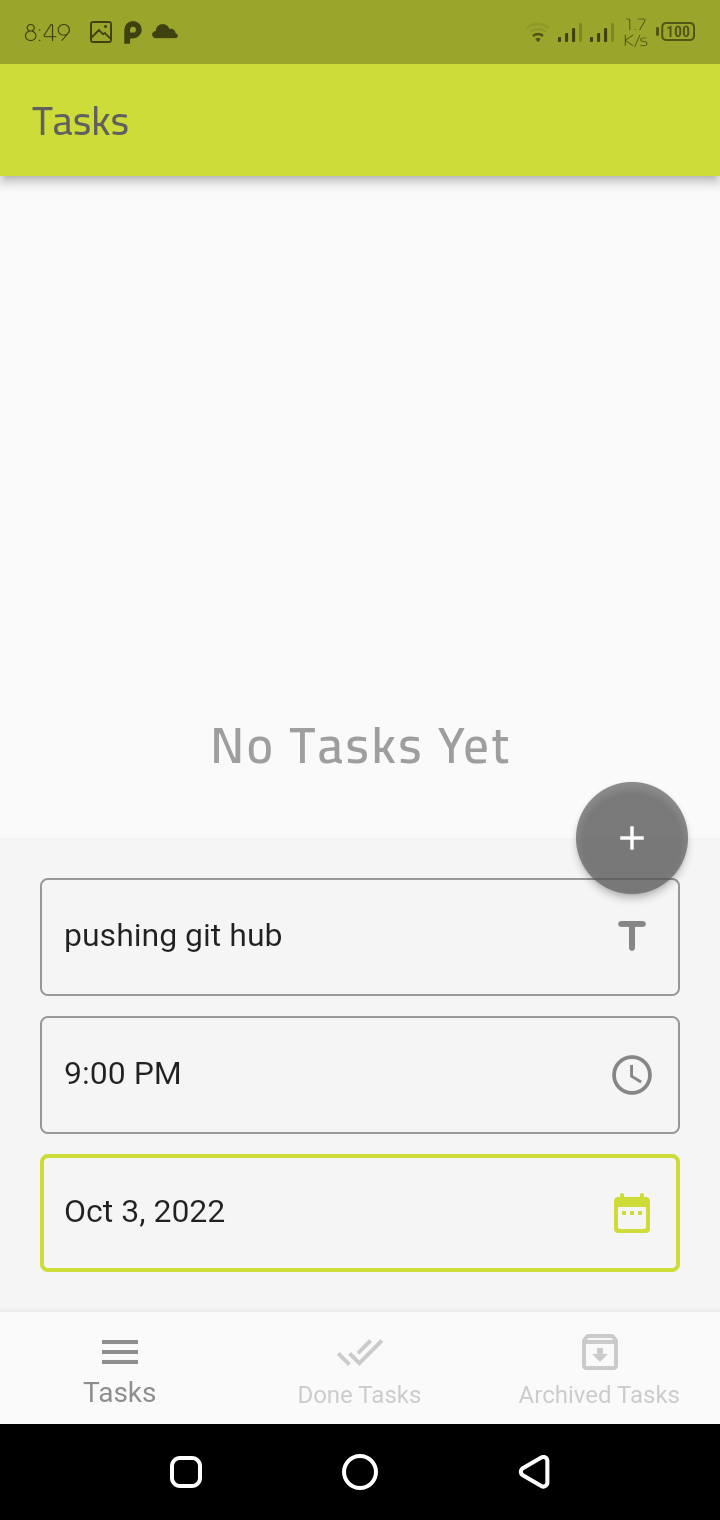 8:49
1.7
K/s
100
Tasks
No Tasks Yet
pushing git hub
9:00 PM
Oct 3, 2022
Tasks
Done Tasks
Archived Tasks